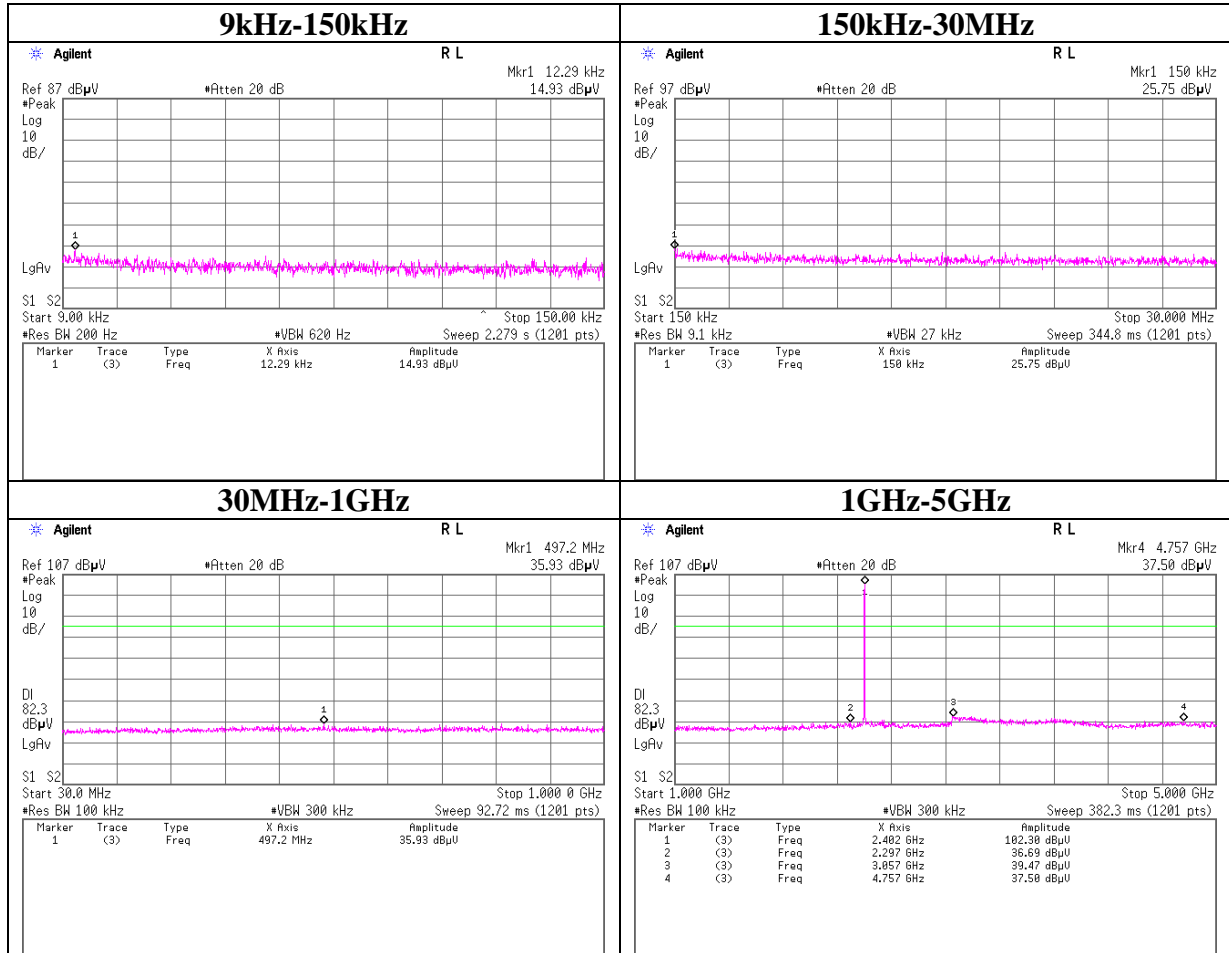 9kHz-150kHz
Agilent R L
Mkr1 12.29 kHz
Ref 87 dBµV #Atten 20 dB 14.93 dBµV
#Peak
Log
10
dB/
1
LgAv
S1 S2
Start 9.00 kHz ^ Stop 150.00 kHz
#Res BW 200 Hz #VBW 620 Hz Sweep 2.279 s (1201 pts)
Marker Trace Type X Axis Amplitude
1 (3) Freq 12.29 kHz 14.93 dBµV
150kHz-30MHz
Agilent R L
Mkr1 150 kHz
Ref 97 dBµV #Atten 20 dB 25.75 dBµV
#Peak
Log
10
dB/
1
LgAv
S1 S2
Start 150 kHz Stop 30.000 MHz
#Res BW 9.1 kHz #VBW 27 kHz Sweep 344.8 ms (1201 pts)
Marker Trace Type X Axis Amplitude
1 (3) Freq 150 kHz 25.75 dBµV
30MHz-1GHz
Agilent R L
Mkr1 497.2 MHz
Ref 107 dBµV #Atten 20 dB 35.93 dBµV
#Peak
Log
10
dB/
DI
82.3
dBµV
1
LgAv
S1 S2
Start 30.0 MHz Stop 1.000 0 GHz
#Res BW 100 kHz #VBW 300 kHz Sweep 92.72 ms (1201 pts)
Marker Trace Type X Axis Amplitude
1 (3) Freq 497.2 MHz 35.93 dBµV
1GHz-5GHz
Agilent R L
Mkr4 4.757 GHz
Ref 107 dBµV #Atten 20 dB 37.50 dBµV
#Peak
Log
10
dB/
1
DI
82.3
dBµV
2 3 4
LgAv
S1 S2
Start 1.000 GHz Stop 5.000 GHz
#Res BW 100 kHz #VBW 300 kHz Sweep 382.3 ms (1201 pts)
Marker Trace Type X Axis Amplitude
1 (3) Freq 2.402 GHz 102.30 dBµV
2 (3) Freq 2.297 GHz 36.69 dBµV
3 (3) Freq 3.057 GHz 39.47 dBµV
4 (3) Freq 4.757 GHz 37.50 dBµV